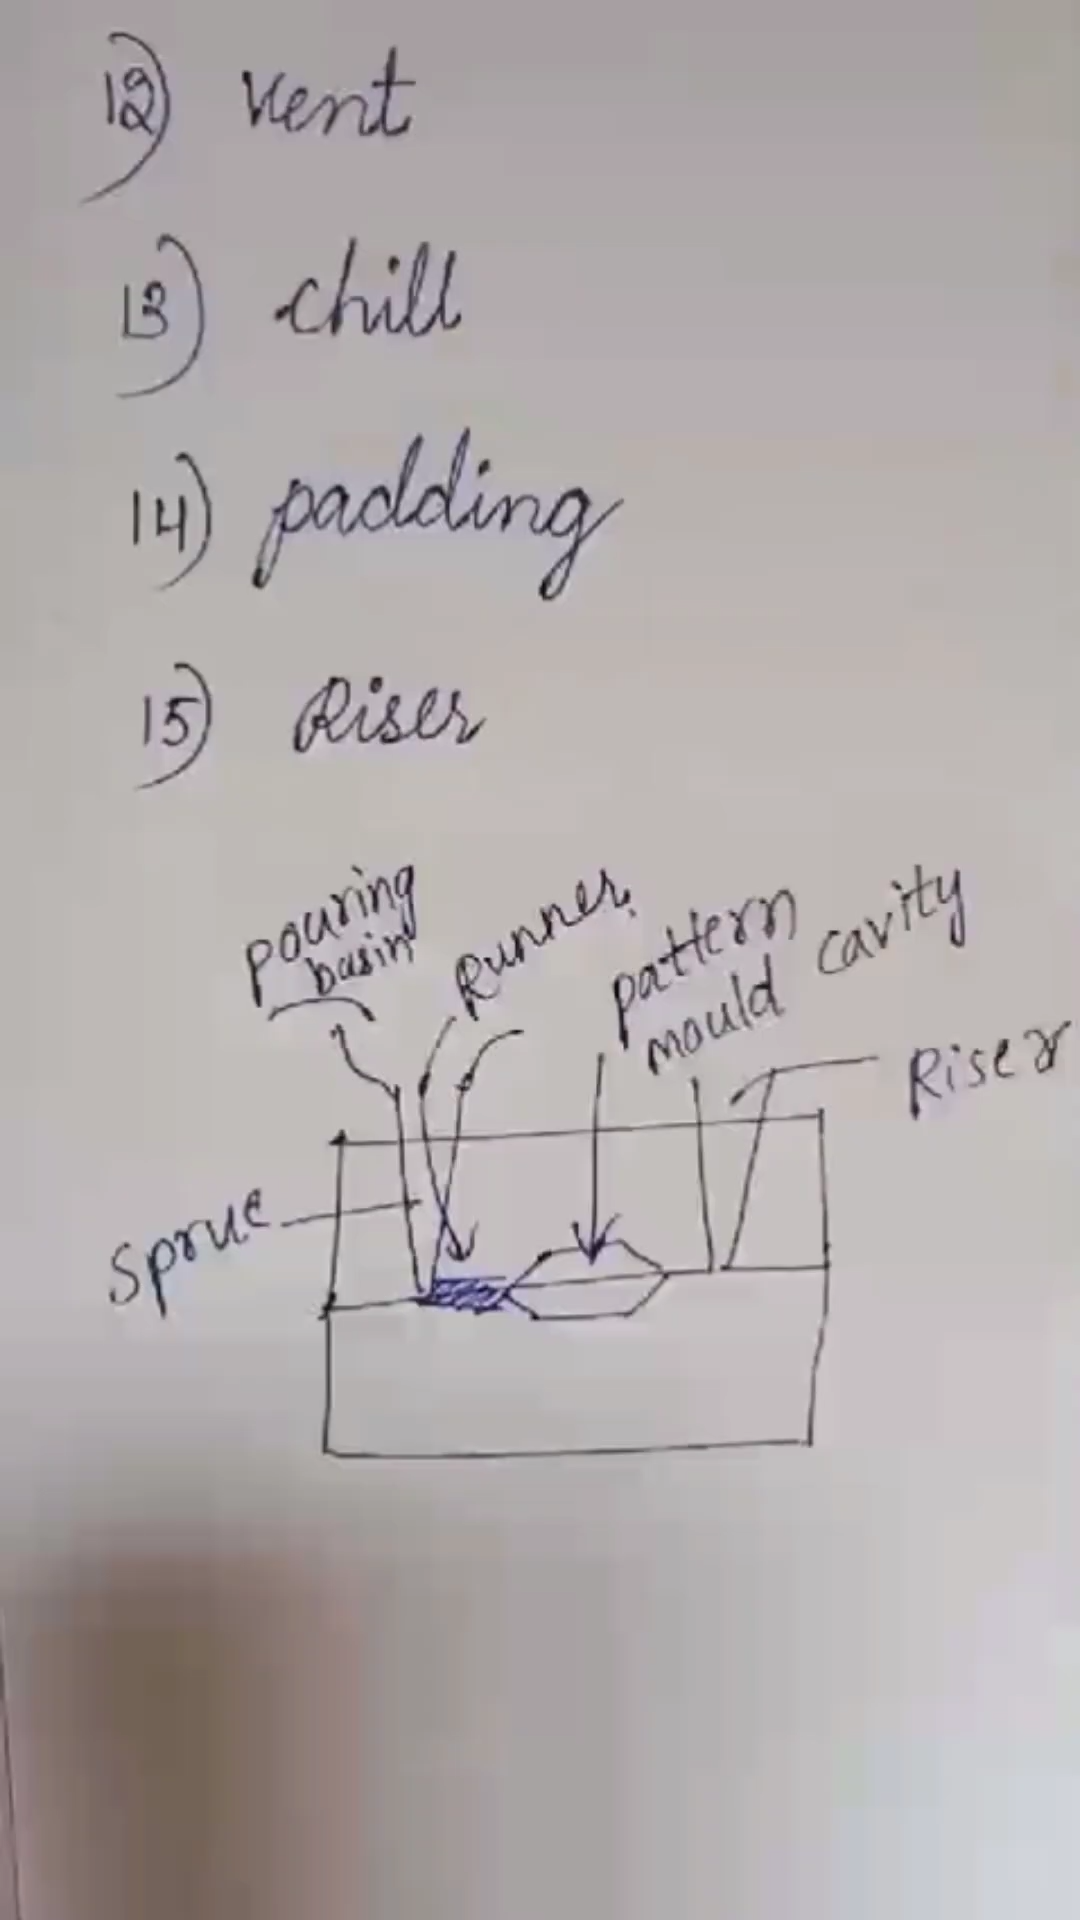 12) Vent
13) chill
14) padding
15) Riser
pouring
basin
Runner
pattern
mould cavity
Riser
Sprue